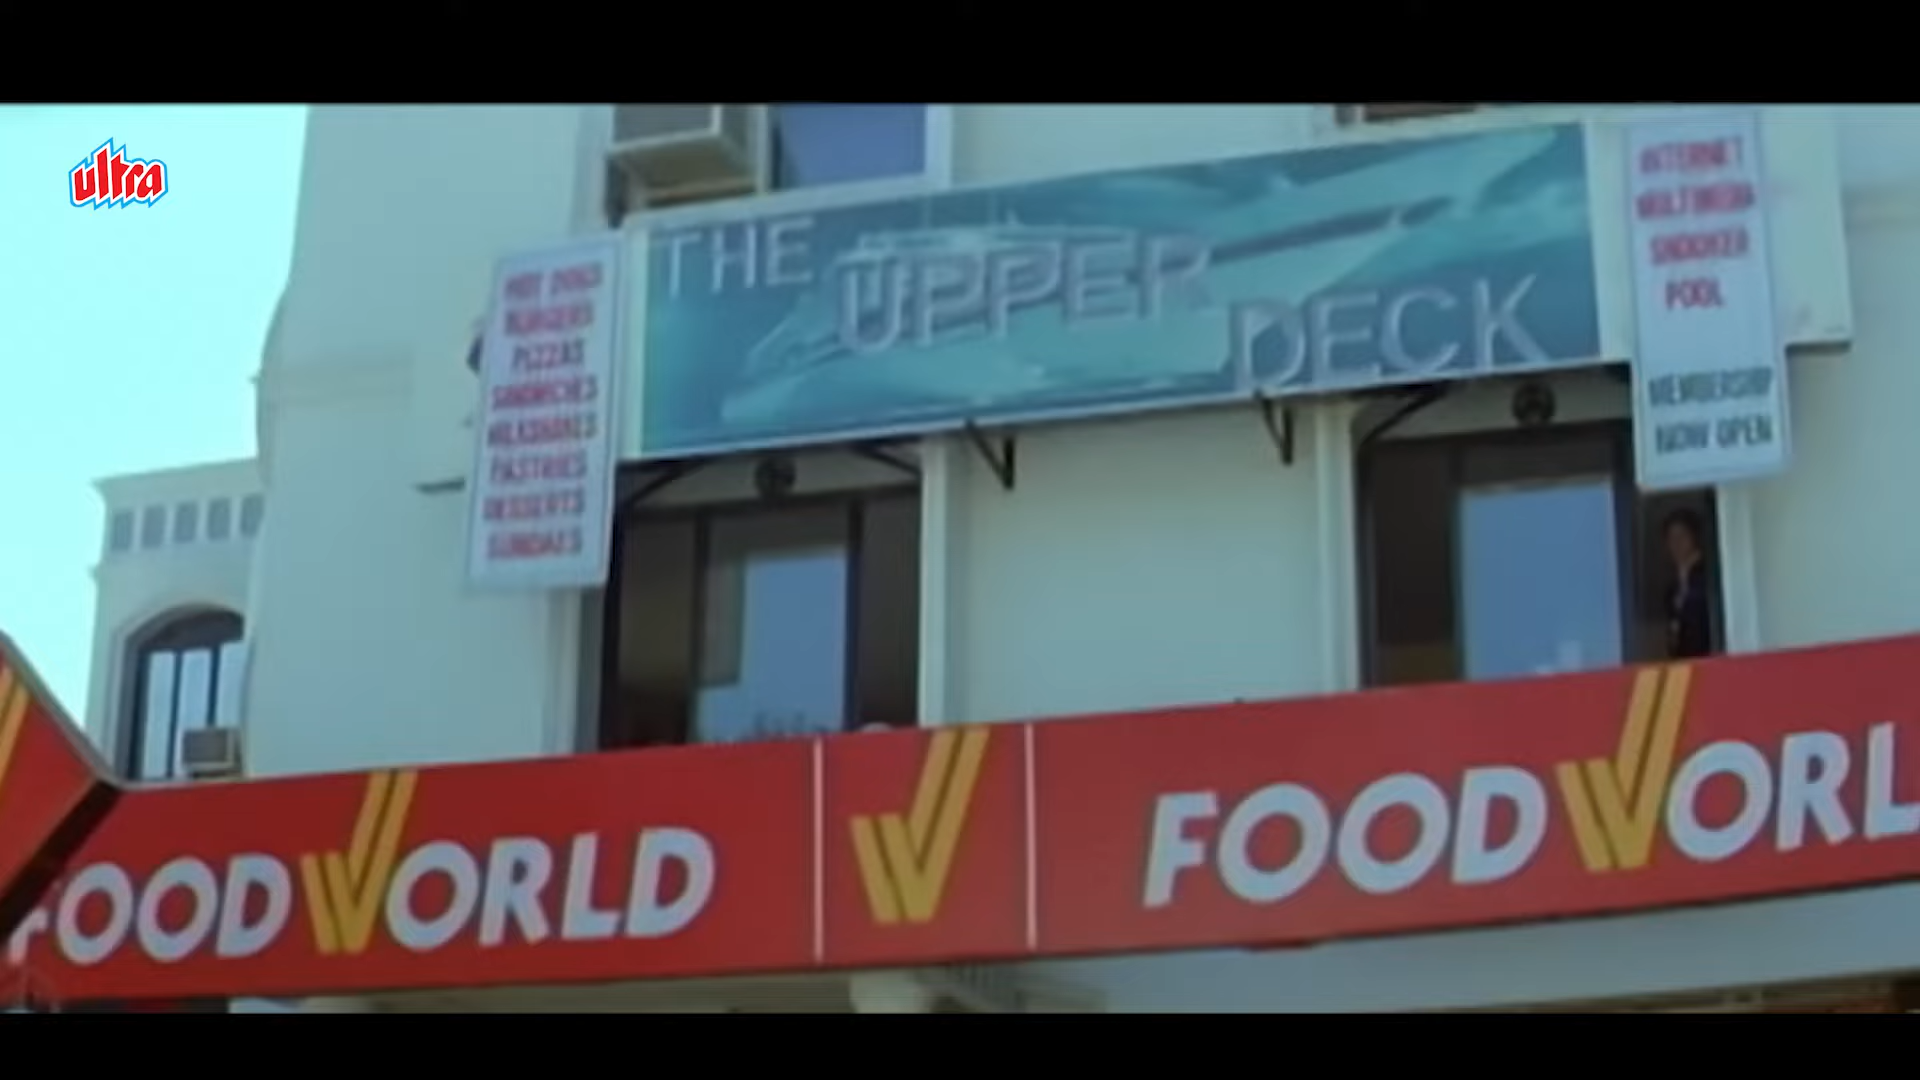 ultra
THE UPPER DECK
HOT DOGS
BURGERS
PIZZAS
SANDWICHES
MILKSHAKES
PASTRIES
DESSERTS
SUNDAES
INTERNET
MULTIMEDIA
SNOOKER
POOL
MEMBERSHIP
NOW OPEN
FOODWORLD
FOODWORL